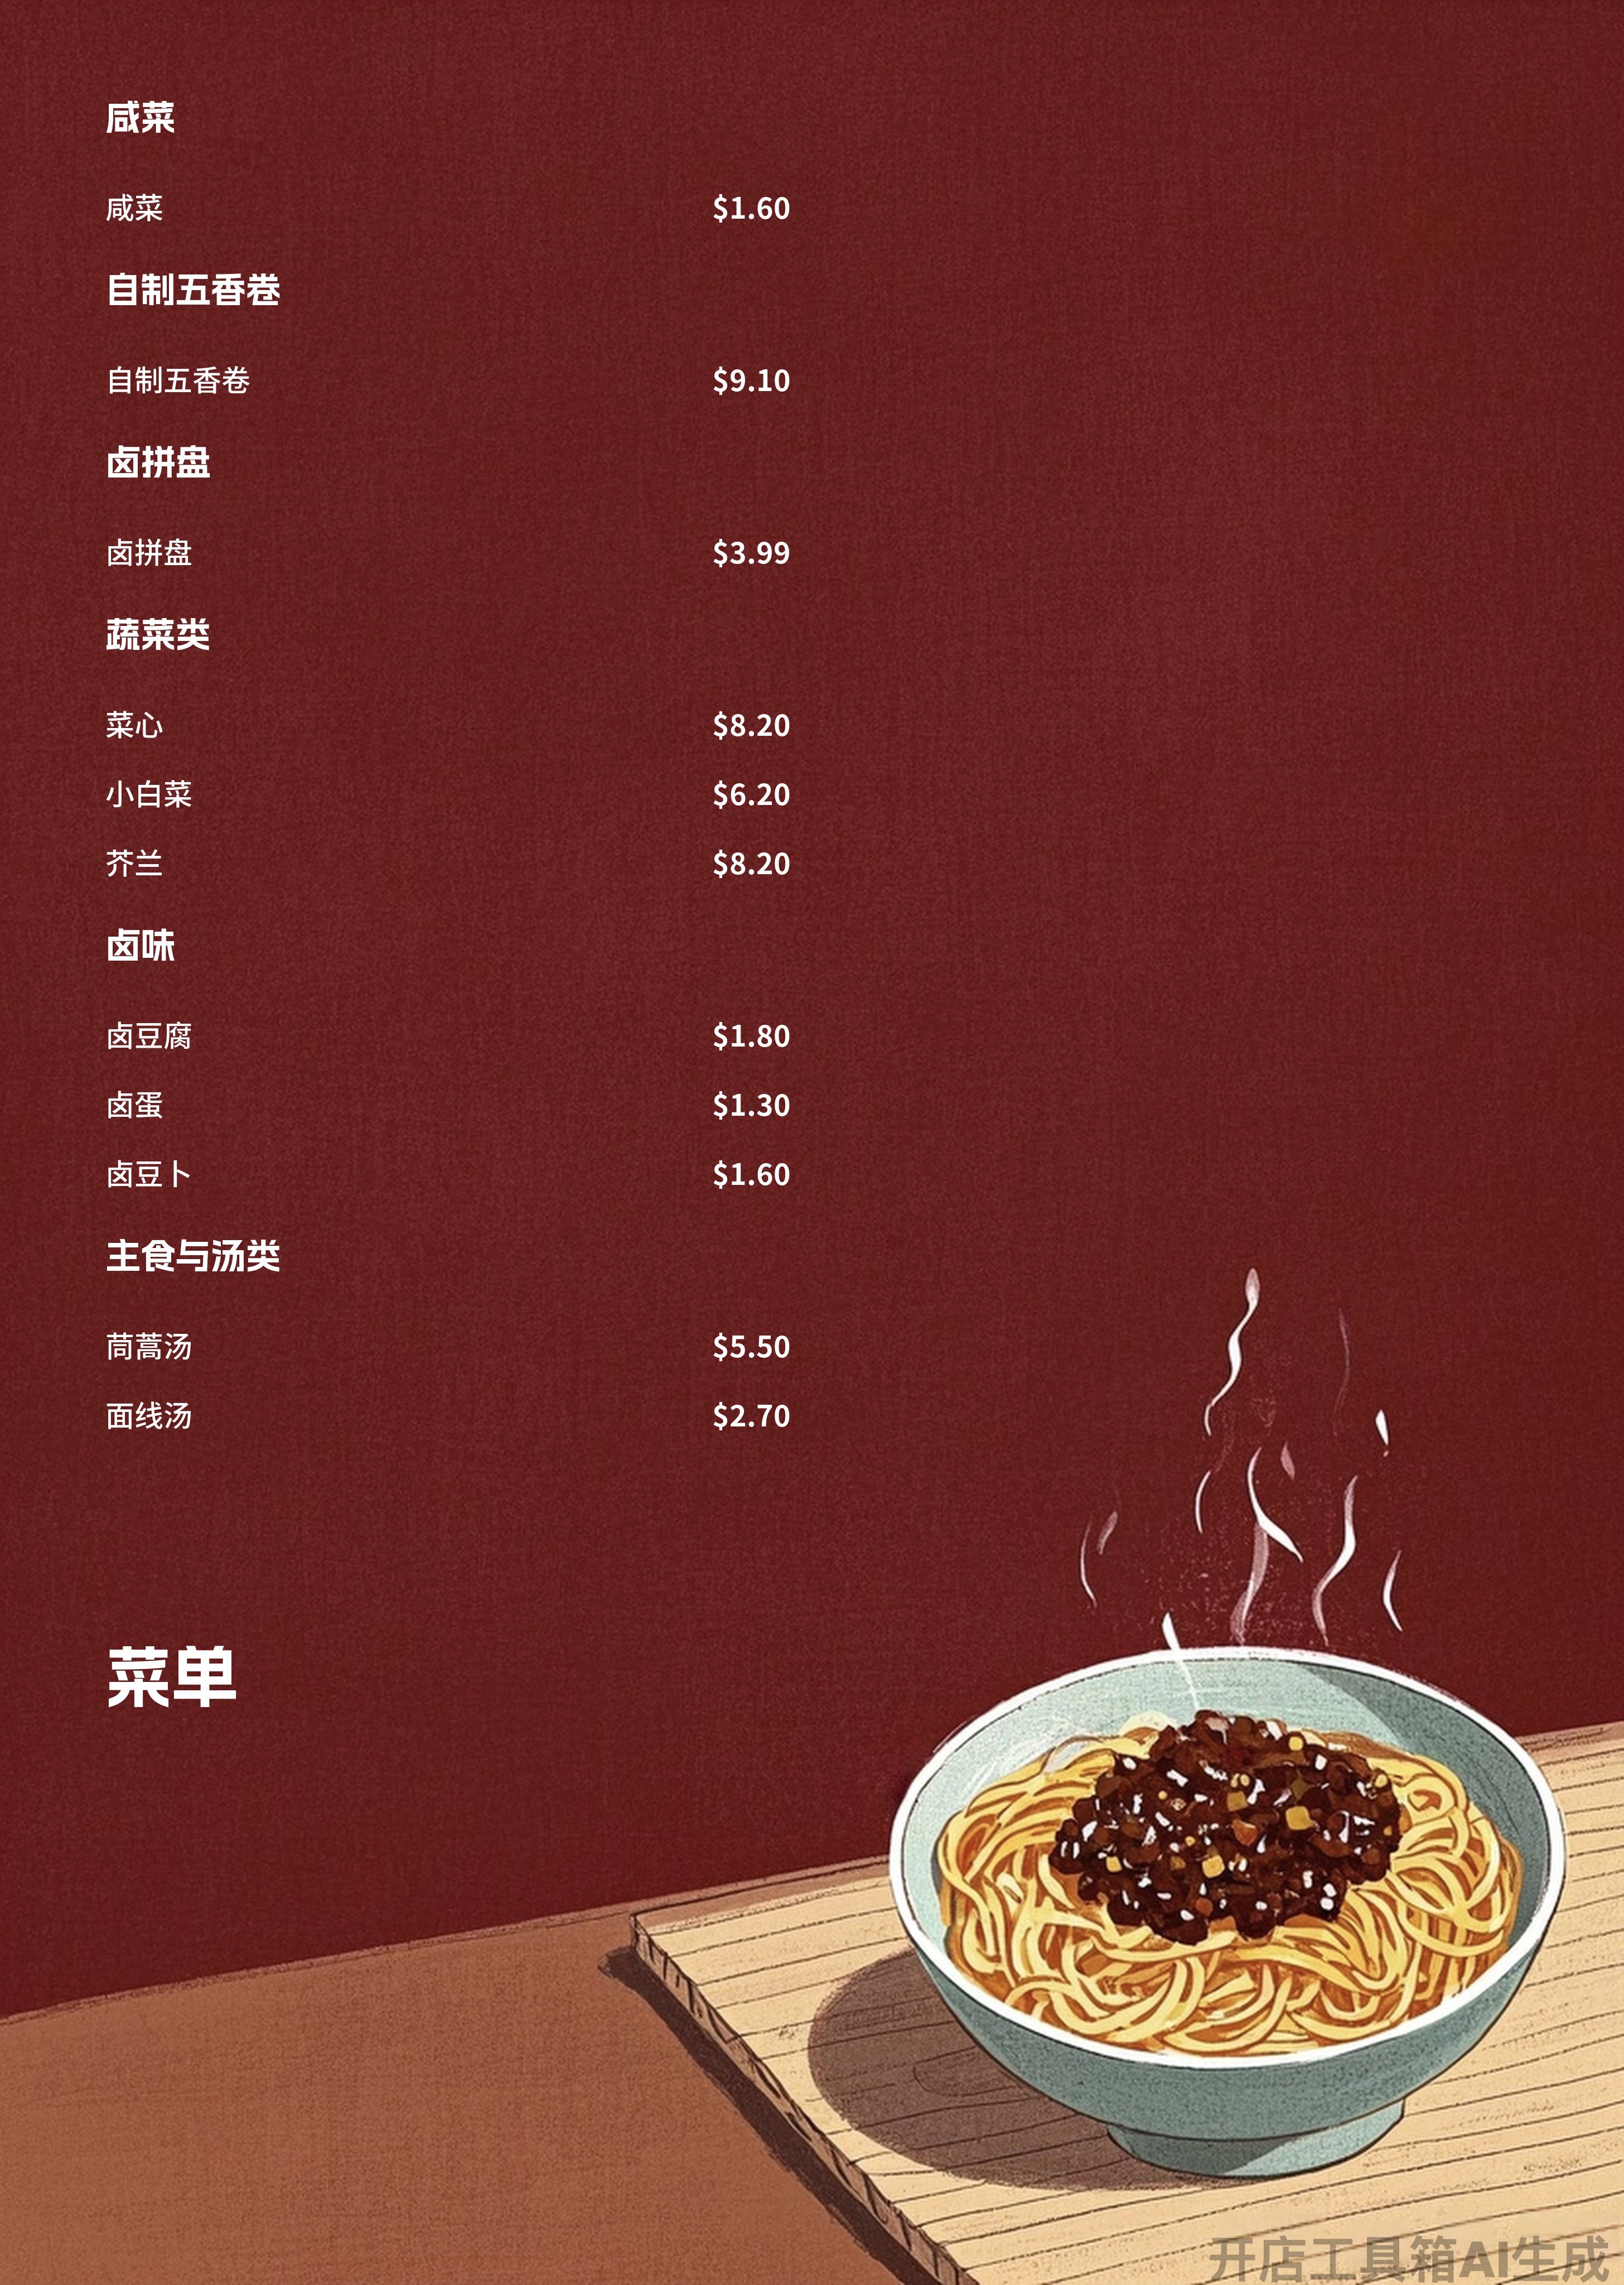 咸菜
咸菜 $1.60
自制五香卷
自制五香卷 $9.10
卤拼盘
卤拼盘 $3.99
蔬菜类
菜心 $8.20
小白菜 $6.20
芥兰 $8.20
卤味
卤豆腐 $1.80
卤蛋 $1.30
卤豆卜 $1.60
主食与汤类
茼蒿汤 $5.50
面线汤 $2.70
菜单
开店工具箱AI生成